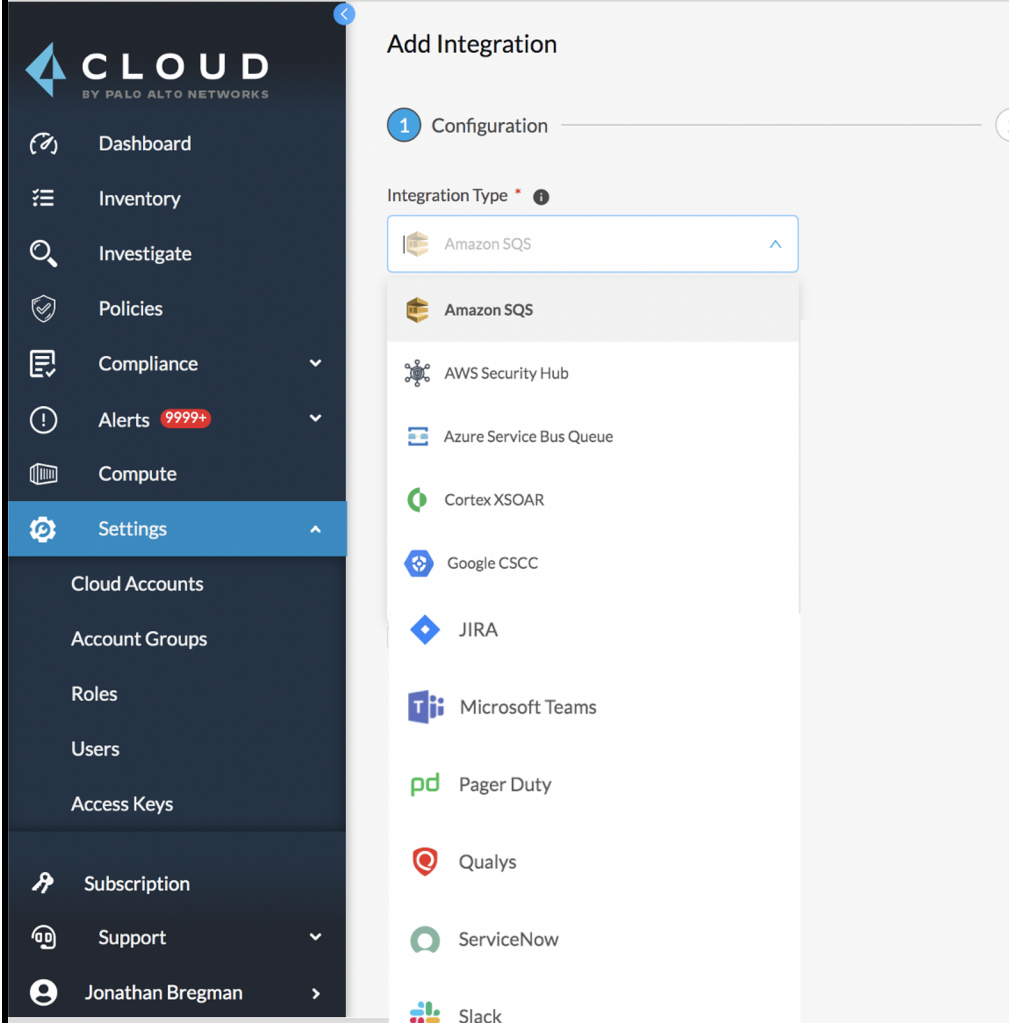 CLOUD
BY PALO ALTO NETWORKS
Dashboard
Inventory
Investigate
Policies
Compliance
Alerts 9999+
Compute
Settings
Cloud Accounts
Account Groups
Roles
Users
Access Keys
Subscription
Support
Jonathan Bregman
Add Integration
1 Configuration
Integration Type *
Amazon SQS
Amazon SQS
AWS Security Hub
Azure Service Bus Queue
Cortex XSOAR
Google CSCC
JIRA
Microsoft Teams
pd Pager Duty
Qualys
ServiceNow
Slack